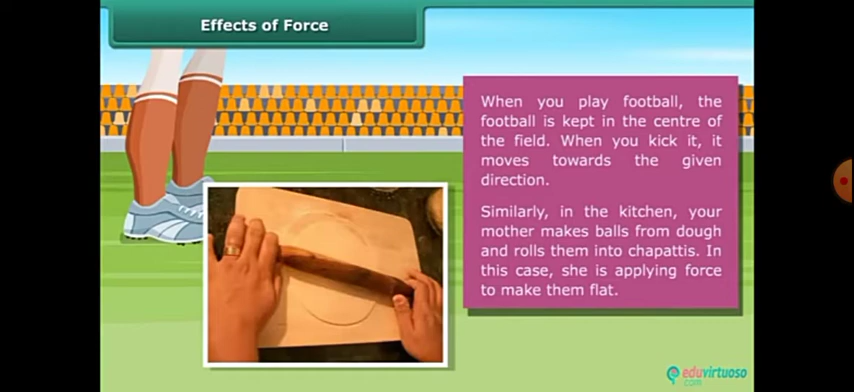 Effects of Force
When you play football, the
football is kept in the centre of
the field. When you kick it, it
moves towards the given
direction.
Similarly, in the kitchen, your
mother makes balls from dough
and rolls them into chapattis. In
this case, she is applying force
to make them flat.
eduvirtuoso
.com